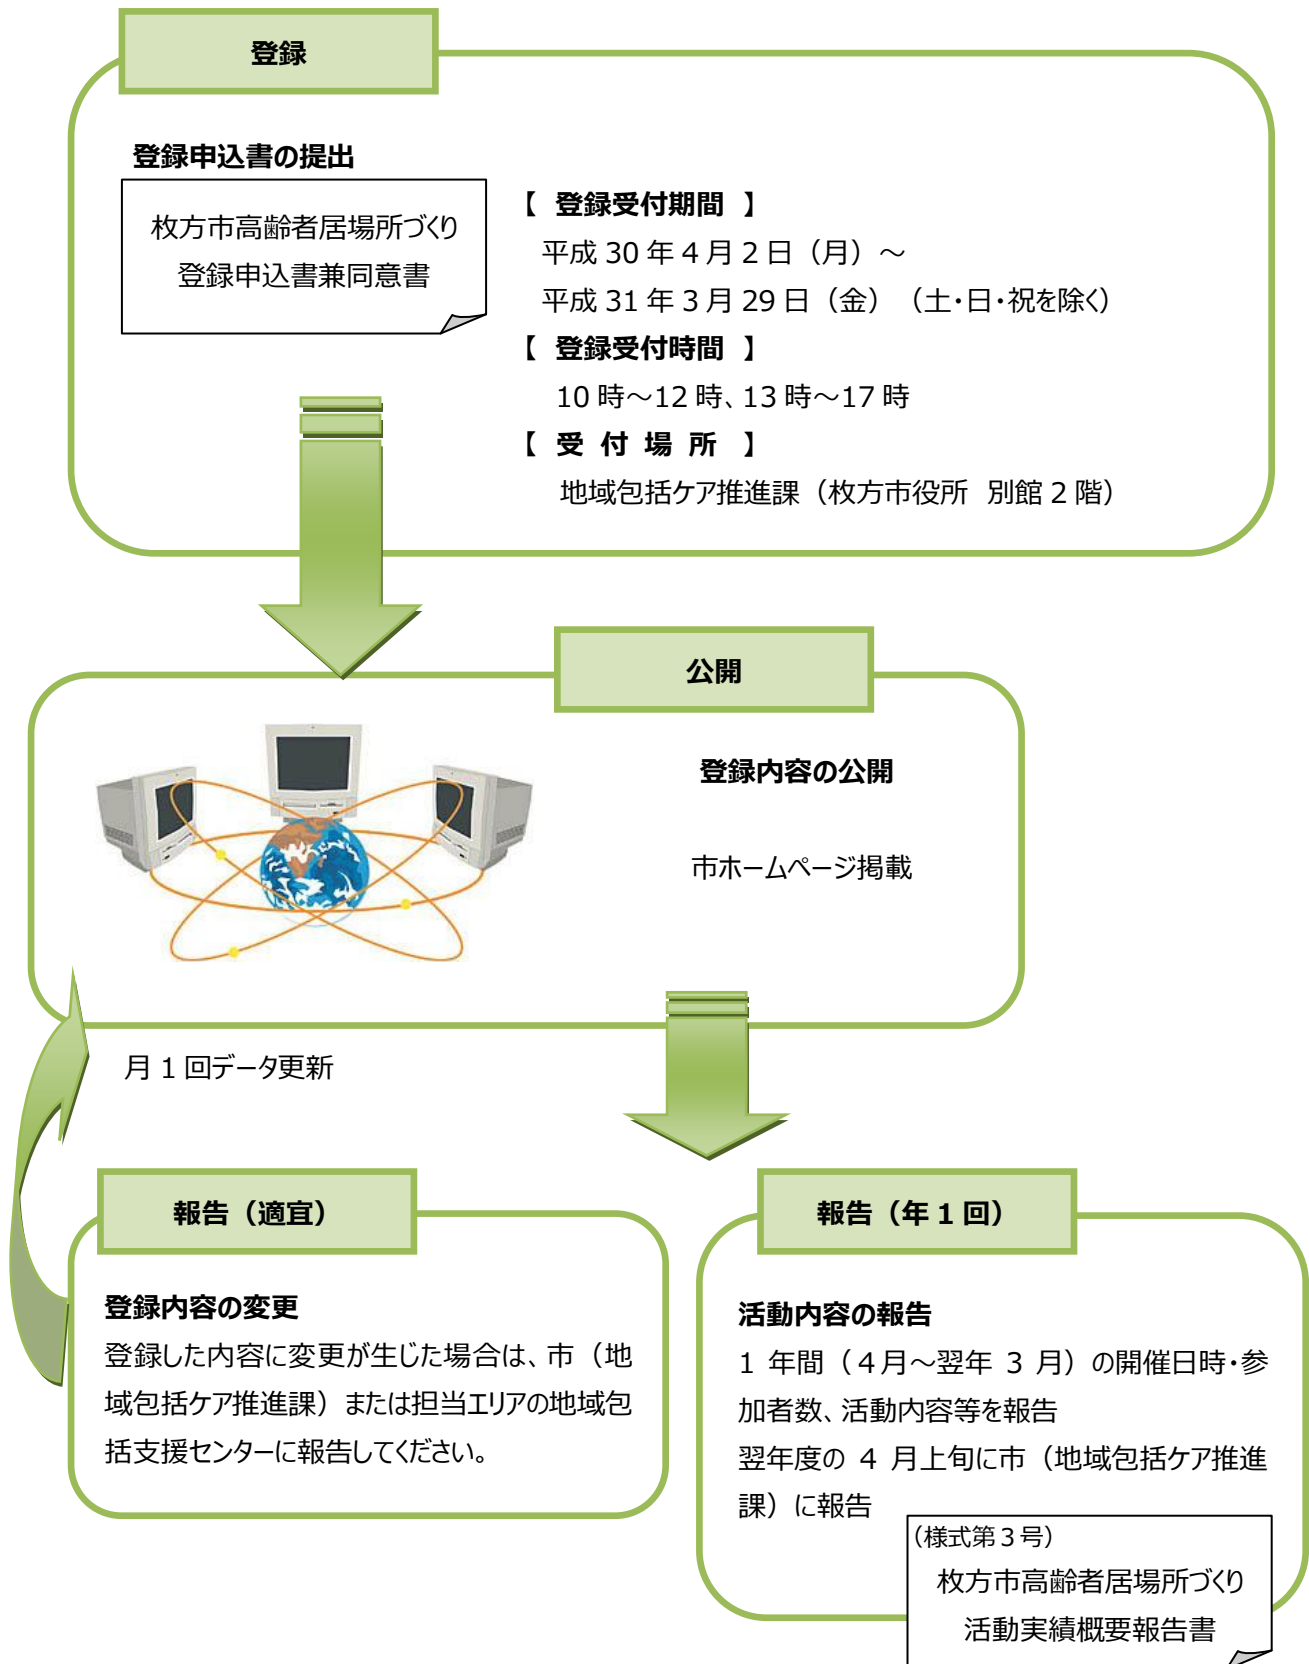 登録
登録申込書の提出
枚方市高齢者居場所づくり
登録申込書兼同意書
【 登録受付期間 】
平成 30 年 4 月 2 日（月）～
平成 31 年 3 月 29 日（金）（土・日・祝を除く）
【 登録受付時間 】
10 時～12 時、13 時～17 時
【 受 付 場 所 】
地域包括ケア推進課（枚方市役所 別館 2 階）
公開
登録内容の公開
市ホームページ掲載
月 1 回データ更新
報告（適宜）
登録内容の変更
登録した内容に変更が生じた場合は、市（地
域包括ケア推進課）または担当エリアの地域包
括支援センターに報告してください。
報告（年 1 回）
活動内容の報告
1 年間（4月～翌年 3 月）の開催日時・参
加者数、活動内容等を報告
翌年度の 4 月上旬に市（地域包括ケア推進
課）に報告
（様式第３号）
枚方市高齢者居場所づくり
活動実績概要報告書